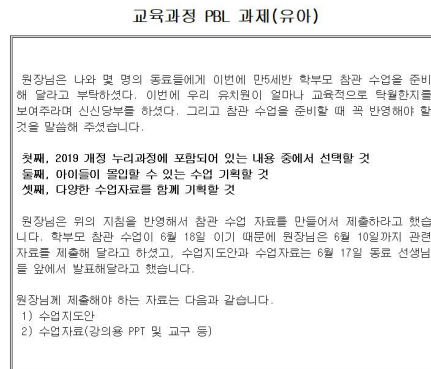 교육과정 PBL 과제(유아)
원장님은 나와 몇 명의 동료들에게 이번에 만5세반 학부모 참관 수업을 준비
해 달라고 부탁하셨다. 이번에 우리 유치원이 얼마나 교육적으로 탁월한지를
보여주라며 신신당부를 하셨다. 그리고 참관 수업을 준비할 때 꼭 반영해야 할
것을 말씀해 주셨습니다.
첫째, 2019 개정 누리과정에 포함되어 있는 내용 중에서 선택할 것
둘째, 아이들이 몰입할 수 있는 수업 기획할 것
셋째, 다양한 수업자료를 함께 기획할 것
원장님은 위의 지침을 반영해서 참관 수업 자료를 만들어서 제출하라고 했습
니다. 학부모 참관 수업이 6월 18일 이기 때문에 원장님은 6월 10일까지 관련
자료를 제출해 달라고 하셨고, 수업지도안과 수업자료는 6월 17일 동료 선생님
들 앞에서 발표해달라고 했습니다.
원장님께 제출해야 하는 자료는 다음과 같습니다.
1) 수업지도안
2) 수업자료(강의용 PPT 및 교구 등)